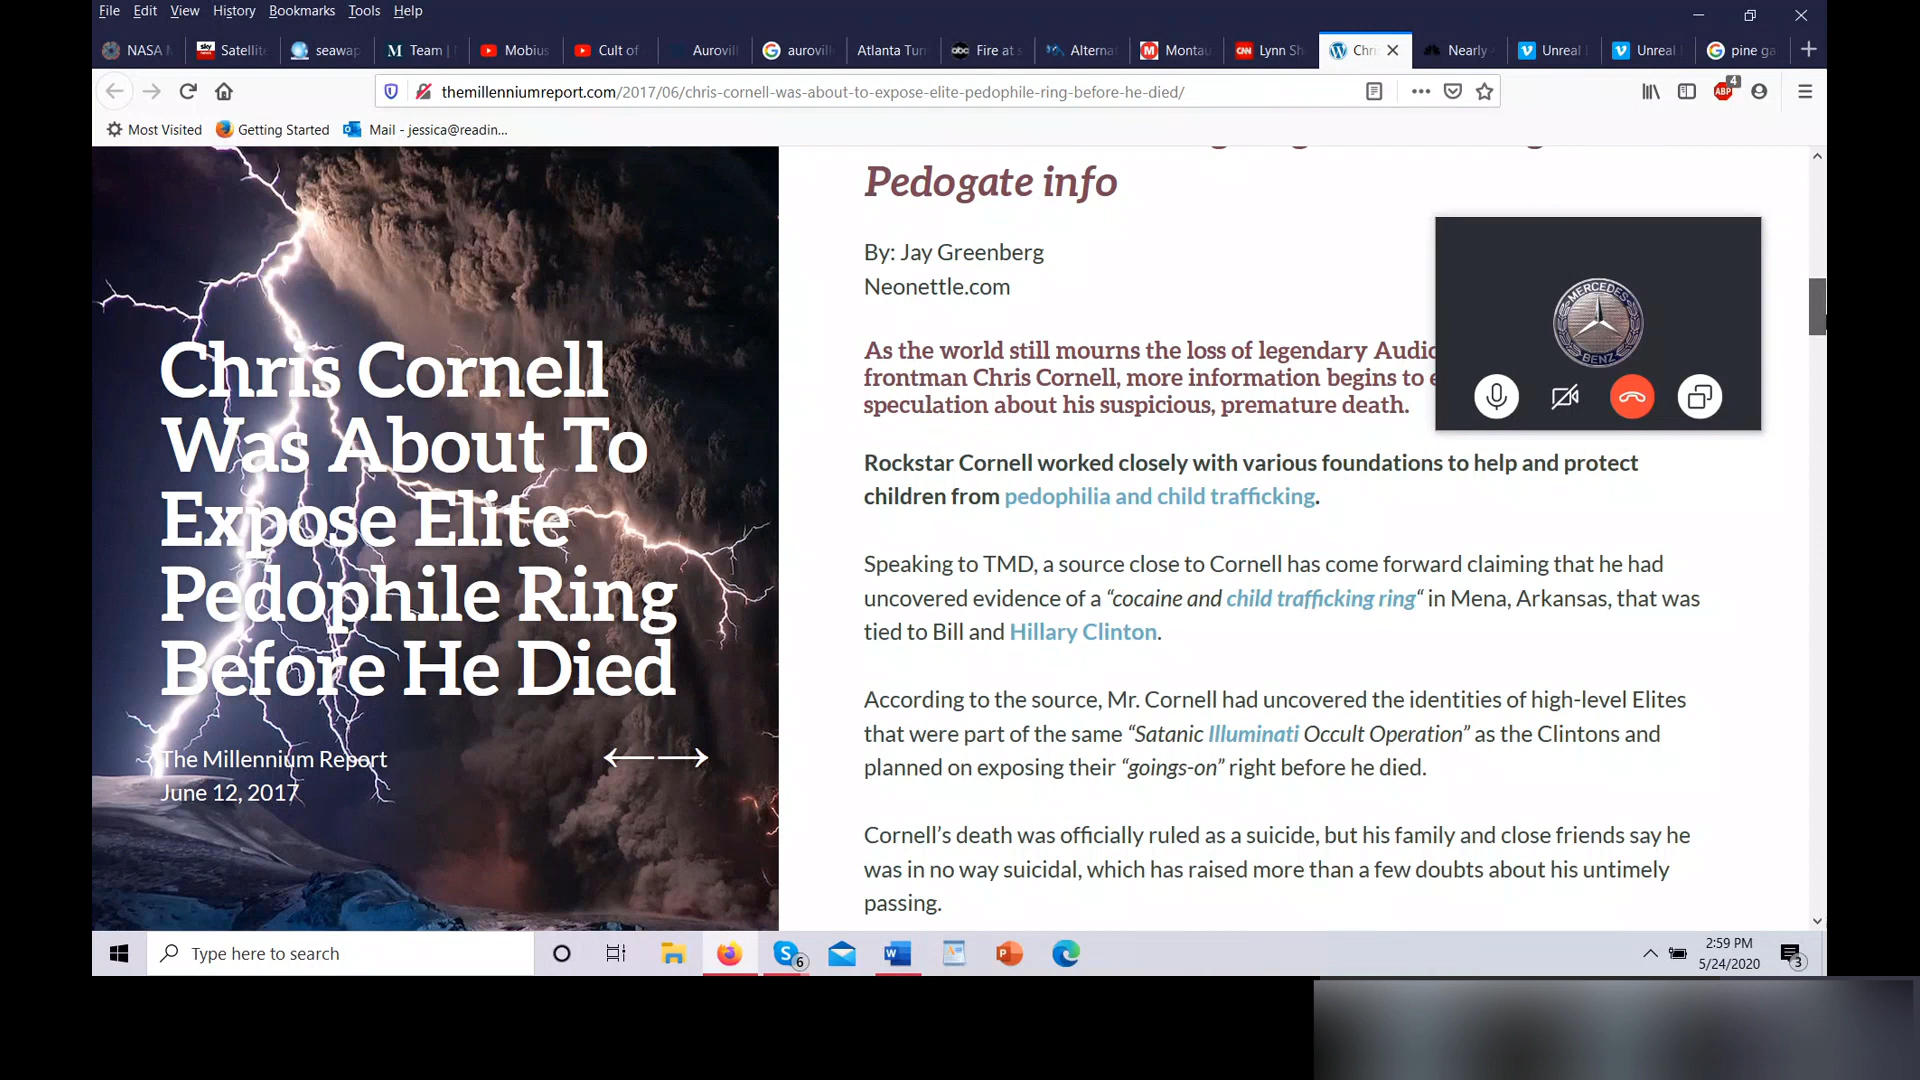 File Edit View History Bookmarks Tools Help
NASA
sky news Satellite
seawap
M Team |
Mobius
Cult of
Aurovil
G auroville
Atlanta Tur
abc Fire at s
Alterna
M Montau
CNN Lynn Sh
Chri
Nearly
Unreal
Unreal
G pine ga
themillenniumreport.com/2017/06/chris-cornell-was-about-to-expose-elite-pedophile-ring-before-he-died/
ABP 4
Most Visited Getting Started Mail - jessica@readin...
Chris Cornell
Was About To
Expose Elite
Pedophile Ring
Before He Died
The Millennium Report
June 12, 2017
Pedogate info
By: Jay Greenberg
Neonettle.com
As the world still mourns the loss of legendary Audio
frontman Chris Cornell, more information begins to e
speculation about his suspicious, premature death.
Rockstar Cornell worked closely with various foundations to help and protect
children from pedophilia and child trafficking.
Speaking to TMD, a source close to Cornell has come forward claiming that he had
uncovered evidence of a “cocaine and child trafficking ring“ in Mena, Arkansas, that was
tied to Bill and Hillary Clinton.
According to the source, Mr. Cornell had uncovered the identities of high-level Elites
that were part of the same “Satanic Illuminati Occult Operation” as the Clintons and
planned on exposing their “goings-on” right before he died.
Cornell’s death was officially ruled as a suicide, but his family and close friends say he
was in no way suicidal, which has raised more than a few doubts about his untimely
passing.
MERCEDES
BENZ
Type here to search
S 6
W
P
2:59 PM
5/24/2020
3